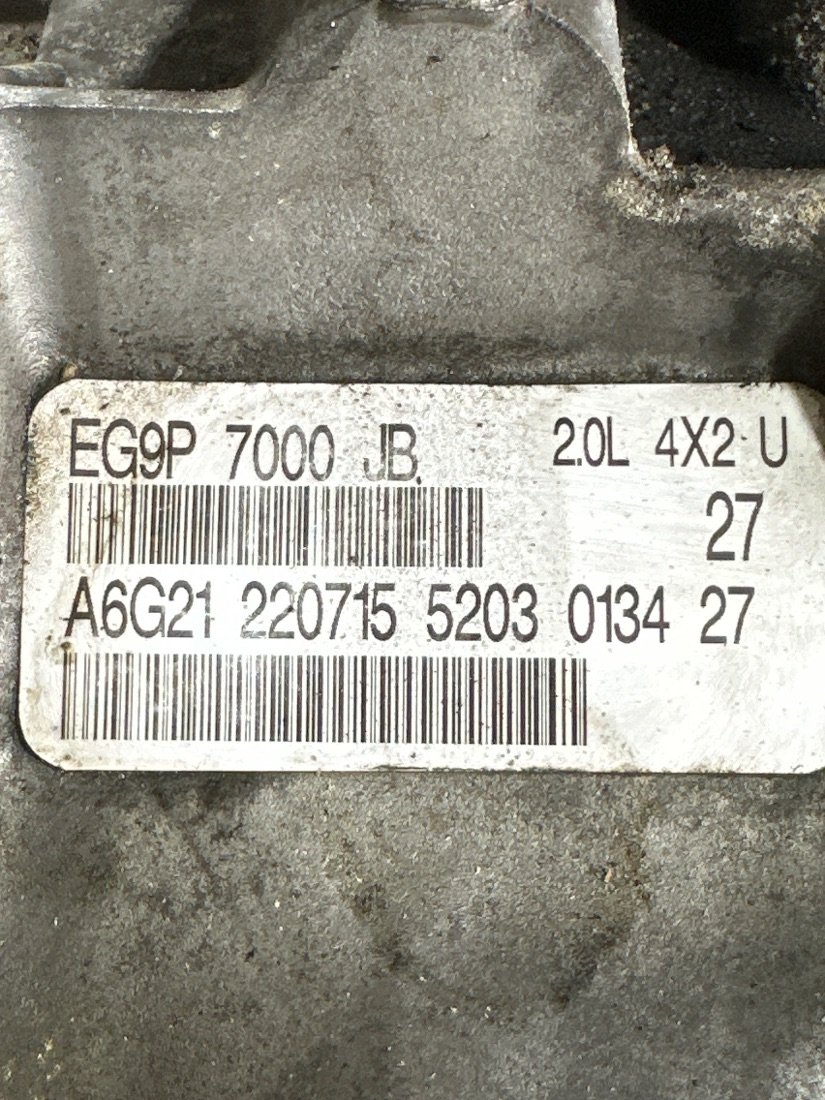 EG9P 7000 JB 2.0L 4X2 U
27
A6G21 220715 5203 0134 27